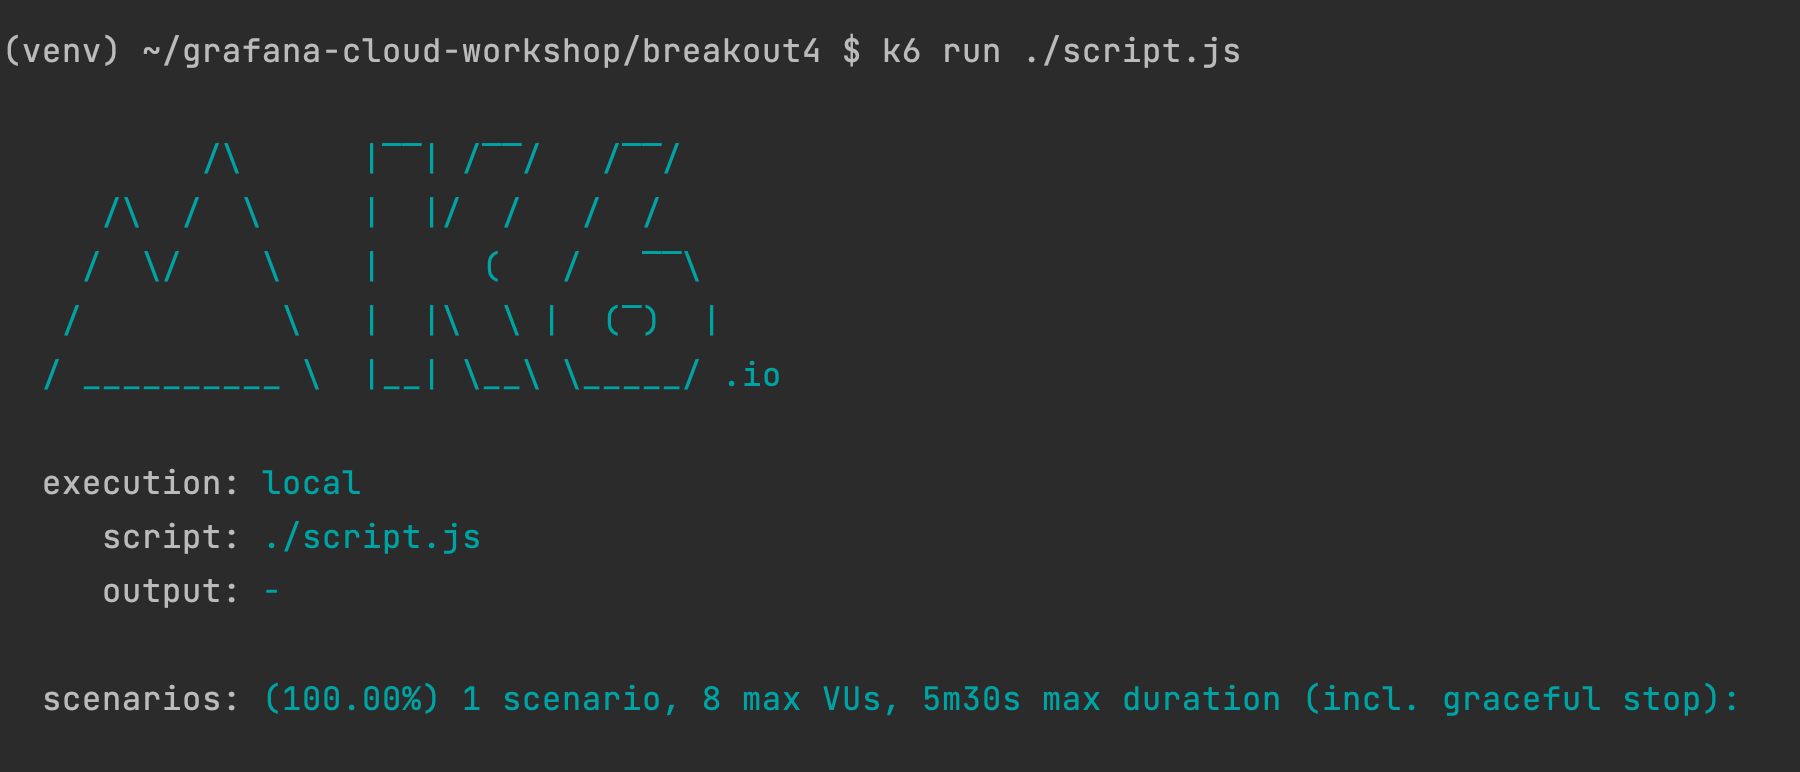 (venv) ~/grafana-cloud-workshop/breakout4 $ k6 run ./script.js
        /\      |‾‾| /‾‾/   /‾‾/
   /\  /  \     |  |/  /   /  /
  /  \/    \    |     (   /   ‾‾\
 /          \   |  |\  \ |  (‾)  |
/ __________ \  |__| \__\ \_____/ .io
execution: local
script: ./script.js
output: -
scenarios: (100.00%) 1 scenario, 8 max VUs, 5m30s max duration (incl. graceful stop):